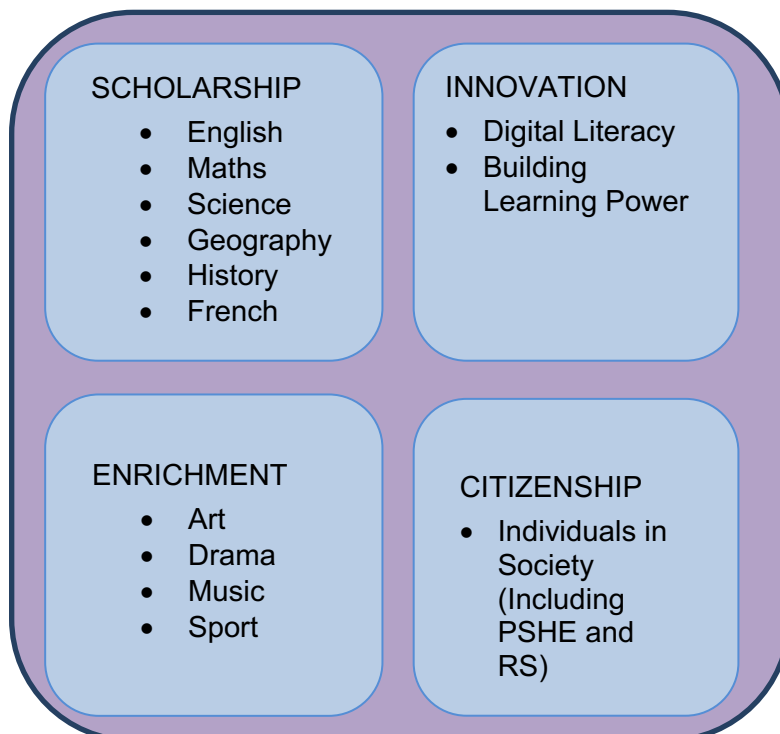 SCHOLARSHIP
• English
• Maths
• Science
• Geography
• History
• French
INNOVATION
• Digital Literacy
• Building
Learning Power
ENRICHMENT
• Art
• Drama
• Music
• Sport
CITIZENSHIP
• Individuals in
Society
(Including
PSHE and
RS)